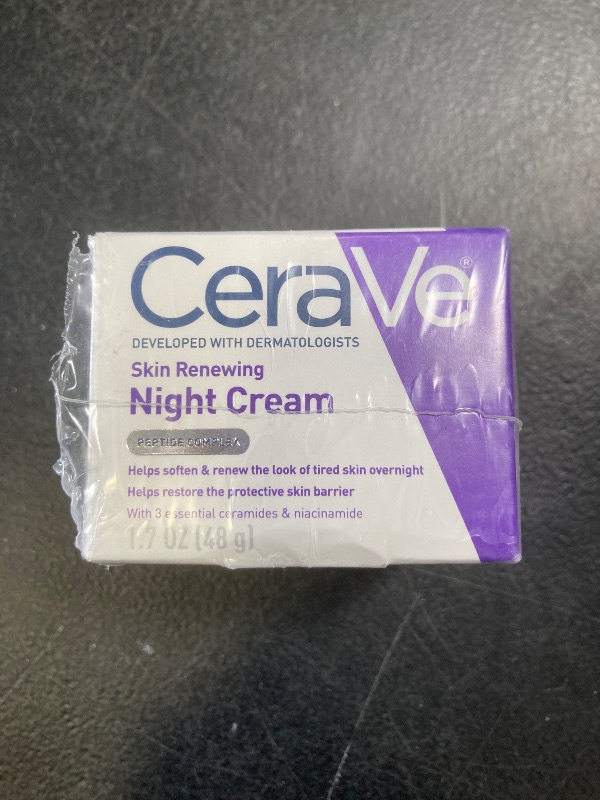 CeraVe®
DEVELOPED WITH DERMATOLOGISTS
Skin Renewing
Night Cream
PEPTIDE COMPLEX
Helps soften & renew the look of tired skin overnight
Helps restore the protective skin barrier
With 3 essential ceramides & niacinamide
1.7 OZ (48 g)